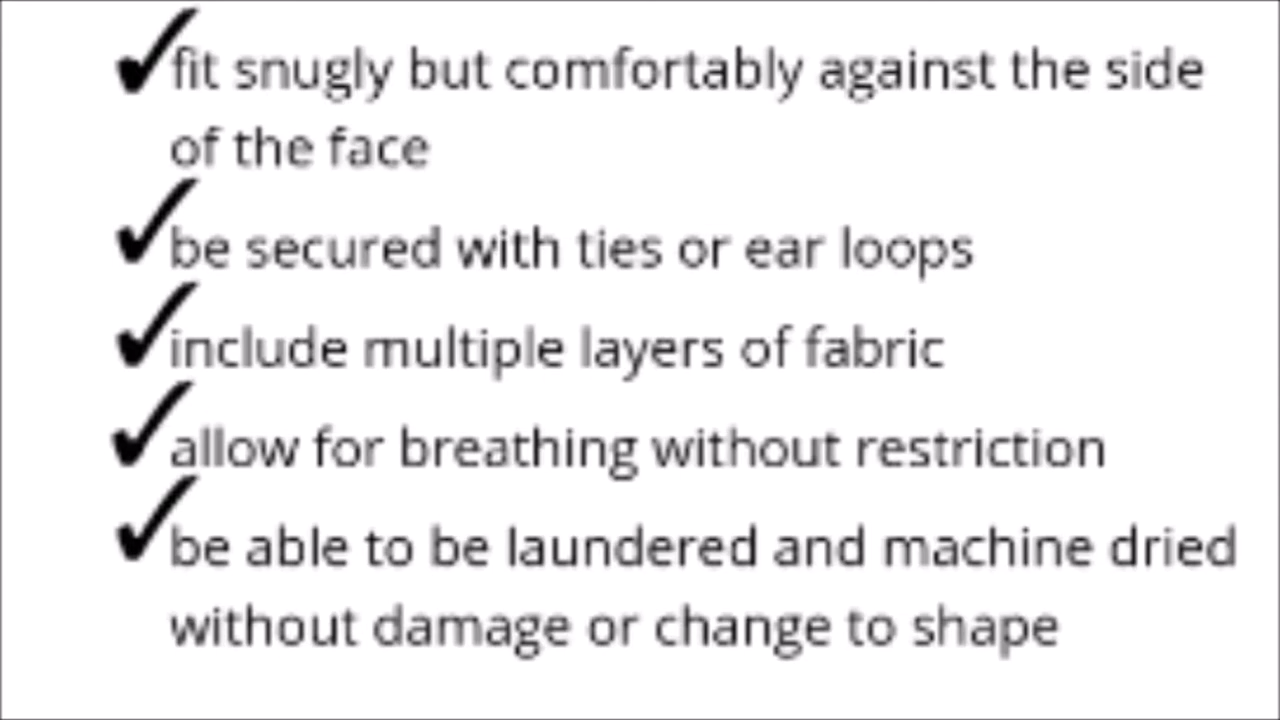 ✓fit snugly but comfortably against the side
of the face
✓be secured with ties or ear loops
✓include multiple layers of fabric
✓allow for breathing without restriction
✓be able to be laundered and machine dried
without damage or change to shape